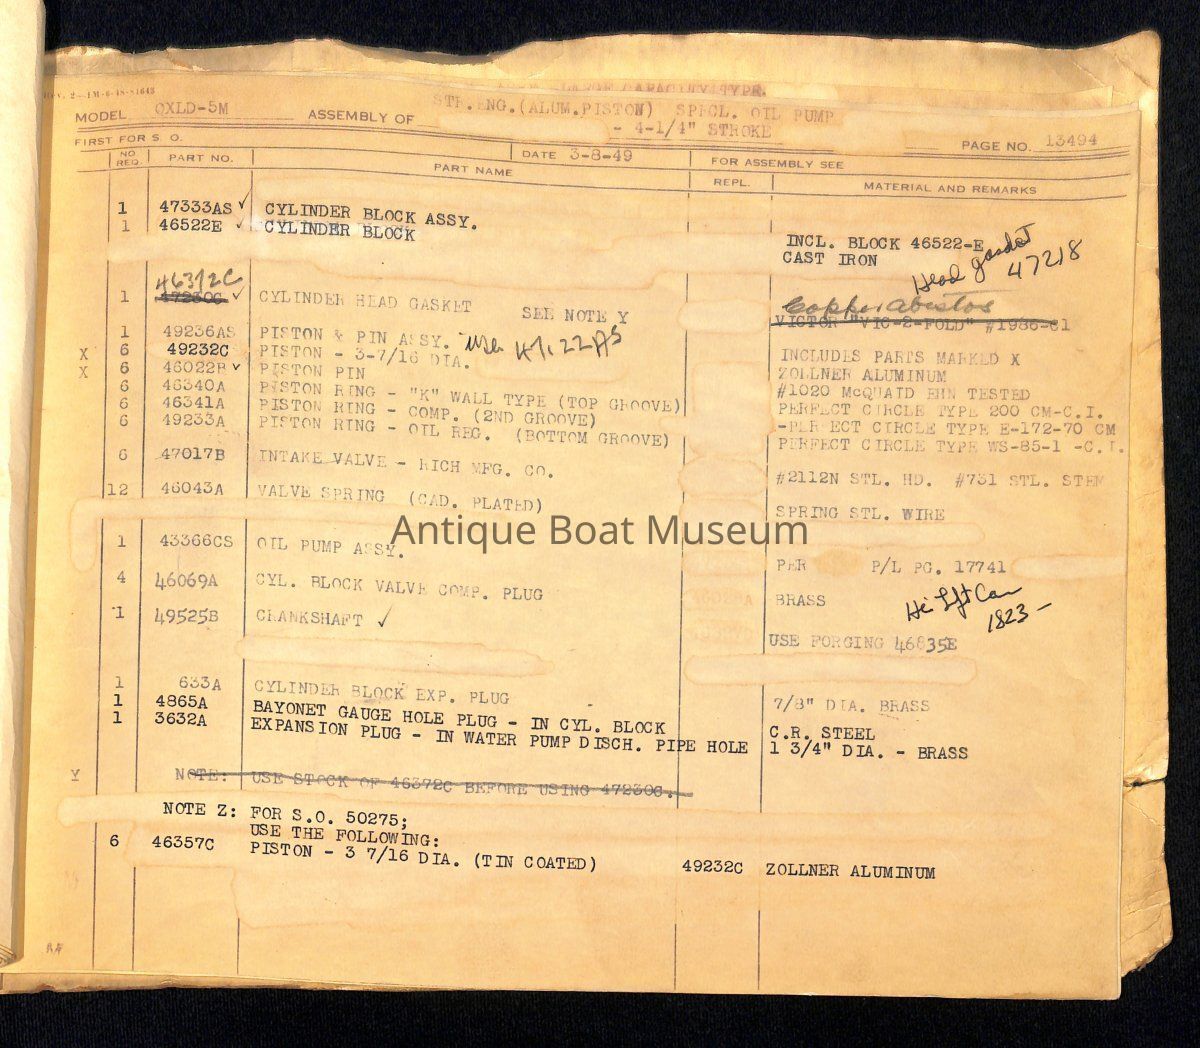 LARGE CAPACITY TYPE.
MODEL QXLD-5M ASSEMBLY OF STR.ENG.(ALUM.PISTON) SPECL. OIL PUMP
- 4-1/4" STROKE
FIRST FOR S. O. PAGE NO. 13494
NO REQ. PART NO. PART NAME DATE 3-8-49 FOR ASSEMBLY SEE
REPL. MATERIAL AND REMARKS
1 47333AS ✓ CYLINDER BLOCK ASSY. INCL. BLOCK 46522-E
1 46522E ✓ CYLINDER BLOCK CAST IRON
Head gasket 47218
46372C
1 47230C ✓ CYLINDER HEAD GASKET SEE NOTE Y Copper Abestos
VICTOR "VIC-2-FOLD" #1986-61
1 49236AS PISTON & PIN ASSY. INCLUDES PARTS MARKED X
X 6 49232C PISTON - 3-7/16 DIA. ZOLLNER ALUMINUM
X 6 46022B ✓ PISTON PIN #1020 McQUAID EHN TESTED
6 46340A PISTON RING - "K" WALL TYPE (TOP GROOVE) PERFECT CIRCLE TYPE 200 CM-C.I.
6 46341A PISTON RING - COMP. (2ND GROOVE) -PERFECT CIRCLE TYPE E-172-70 CM
6 49233A PISTON RING - OIL REG. (BOTTOM GROOVE) PERFECT CIRCLE TYPE WS-85-1 -C.I.
6 47017B INTAKE VALVE - RICH MFG. CO. #2112N STL. HD. #731 STL. STEM
12 46043A VALVE SPRING (CAD. PLATED) SPRING STL. WIRE
Antique Boat Museum
1 43366CS OIL PUMP ASSY. PER P/L PG. 17741
4 46069A CYL. BLOCK VALVE COMP. PLUG BRASS
Hi Lift Cam 1823 -
1 49525B CRANKSHAFT ✓ USE FORGING 46835E
1 633A CYLINDER BLOCK EXP. PLUG 7/8" DIA. BRASS
1 4865A BAYONET GAUGE HOLE PLUG - IN CYL. BLOCK C.R. STEEL
1 3632A EXPANSION PLUG - IN WATER PUMP DISCH. PIPE HOLE 1 3/4" DIA. - BRASS
Y NOTE: USE STOCK OF 46372C BEFORE USING 47230C.
NOTE Z: FOR S.O. 50275;
USE THE FOLLOWING:
6 46357C PISTON - 3 7/16 DIA. (TIN COATED) 49232C ZOLLNER ALUMINUM